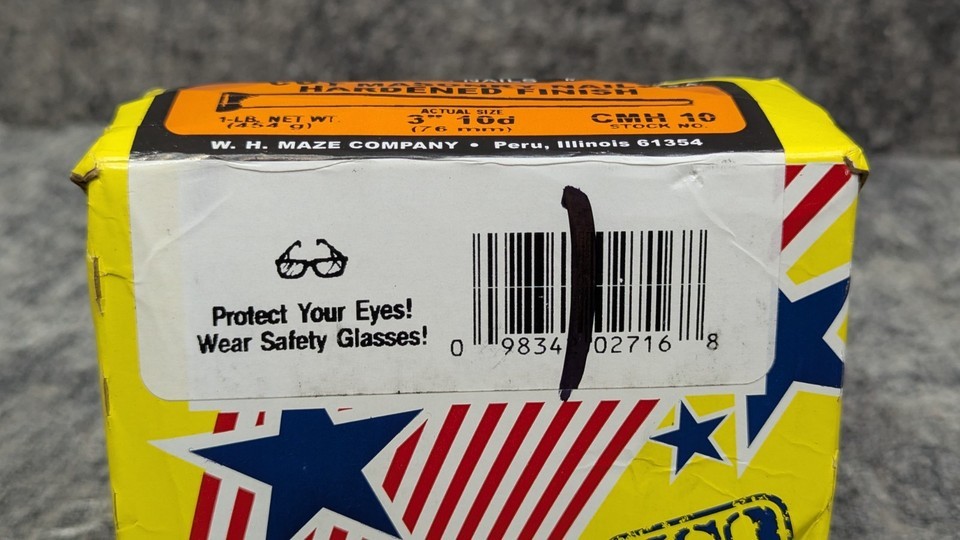 HARDENED FINISH
1-LB. NET WT.
(454 g)
ACTUAL SIZE
3" 10d
(76 mm)
CMH 10
STOCK NO.
W. H. MAZE COMPANY • Peru, Illinois 61354
Protect Your Eyes!
Wear Safety Glasses!
0 9834 02716 8